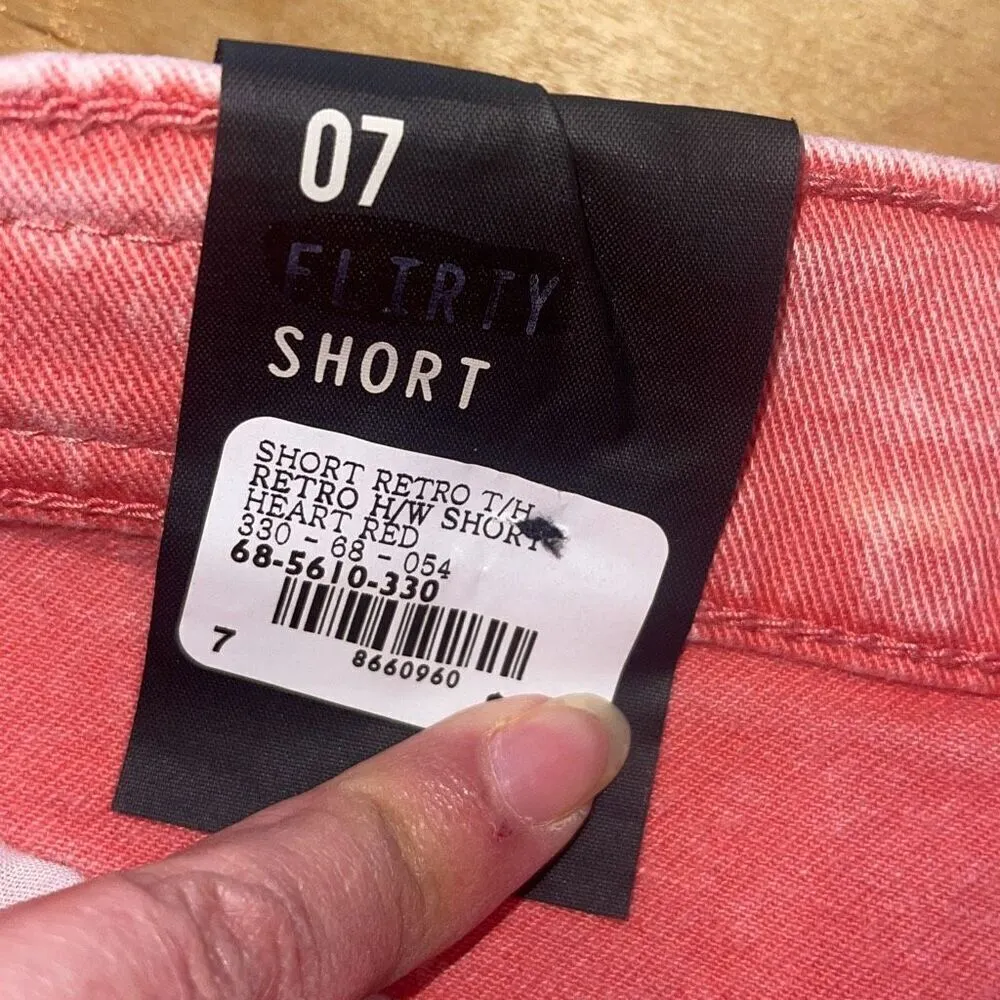 07
FLIRTY
SHORT
SHORT RETRO T/H
RETRO H/W SHORT
HEART RED
330 - 68 - 054
68-5610-330
7
8660960